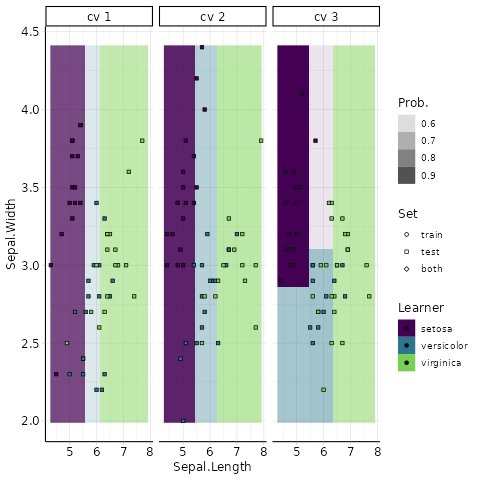 cv 1 cv 2 cv 3
4.5
4.0
3.5
3.0
2.5
2.0
Sepal.Width
5 6 7 8 5 6 7 8 5 6 7 8
Sepal.Length
Prob.
0.6
0.7
0.8
0.9
Set
train
test
both
Learner
setosa
versicolor
virginica